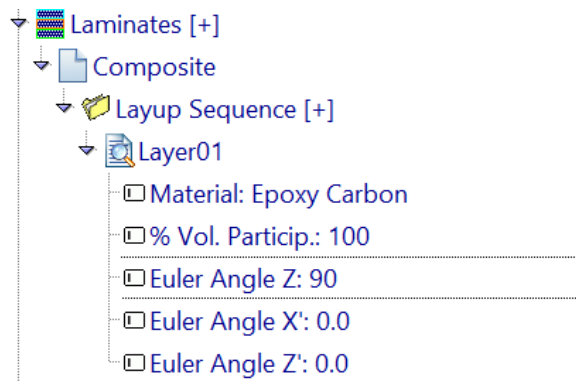 Laminates [+]
Composite
Layup Sequence [+]
Layer01
Material: Epoxy Carbon
% Vol. Particip.: 100
Euler Angle Z: 90
Euler Angle X': 0.0
Euler Angle Z': 0.0